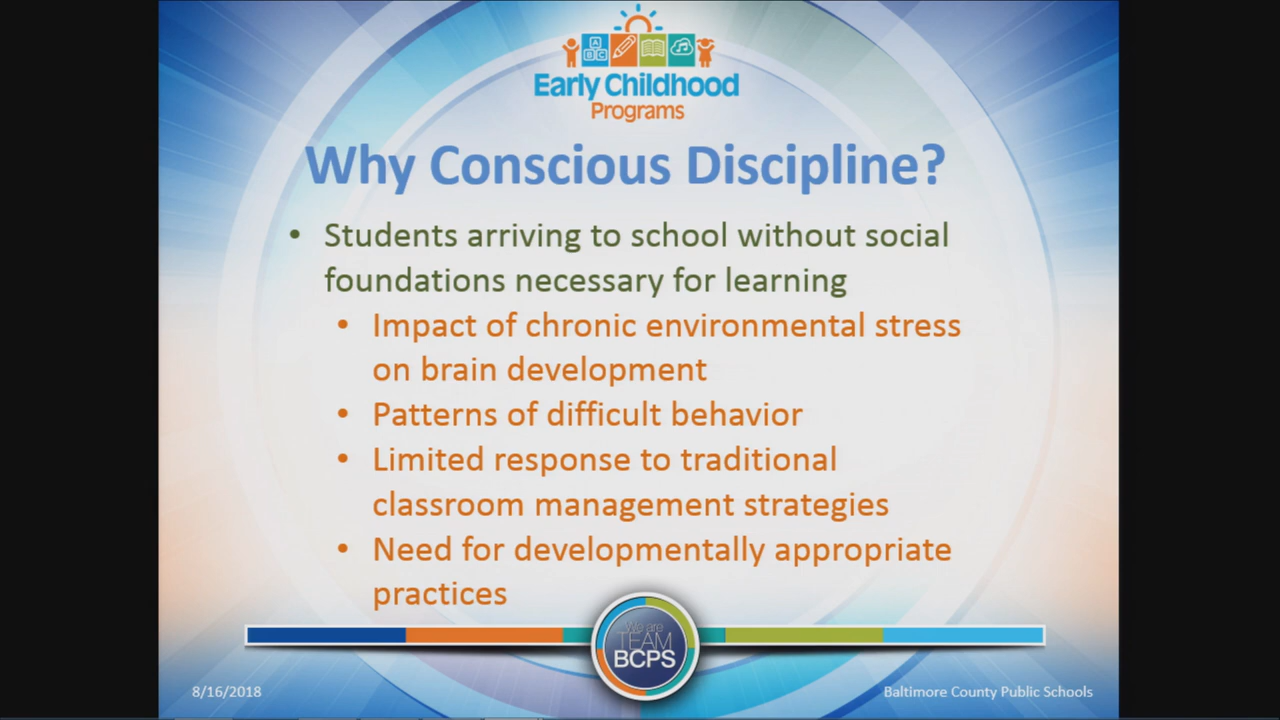 A
B C
Early Childhood
Programs
Why Conscious Discipline?
• Students arriving to school without social
foundations necessary for learning
• Impact of chronic environmental stress
on brain development
• Patterns of difficult behavior
• Limited response to traditional
classroom management strategies
• Need for developmentally appropriate
practices
We are
TEAM
BCPS
8/16/2018
Baltimore County Public Schools